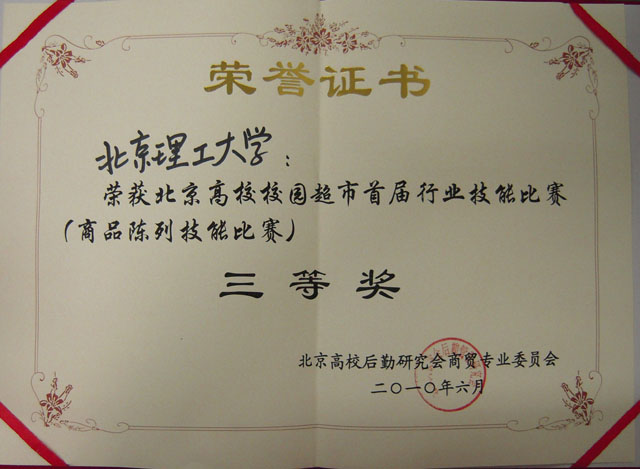 荣誉证书
北京理工大学：
荣获北京高校校园超市首届行业技能比赛
（商品陈列技能比赛）
三等奖
北京高校后勤研究会商贸专业委员会
二〇一〇年六月